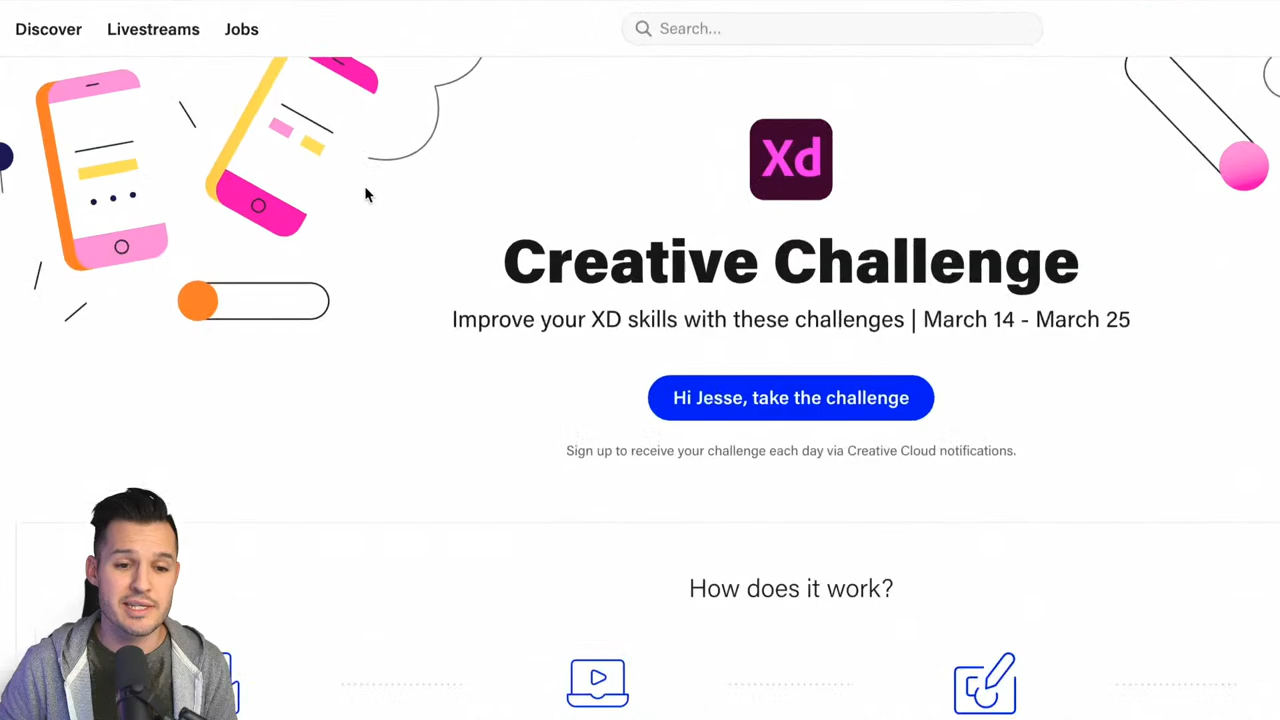 Discover Livestreams Jobs
Search...
Xd
Creative Challenge
Improve your XD skills with these challenges | March 14 - March 25
Hi Jesse, take the challenge
Sign up to receive your challenge each day via Creative Cloud notifications.
How does it work?